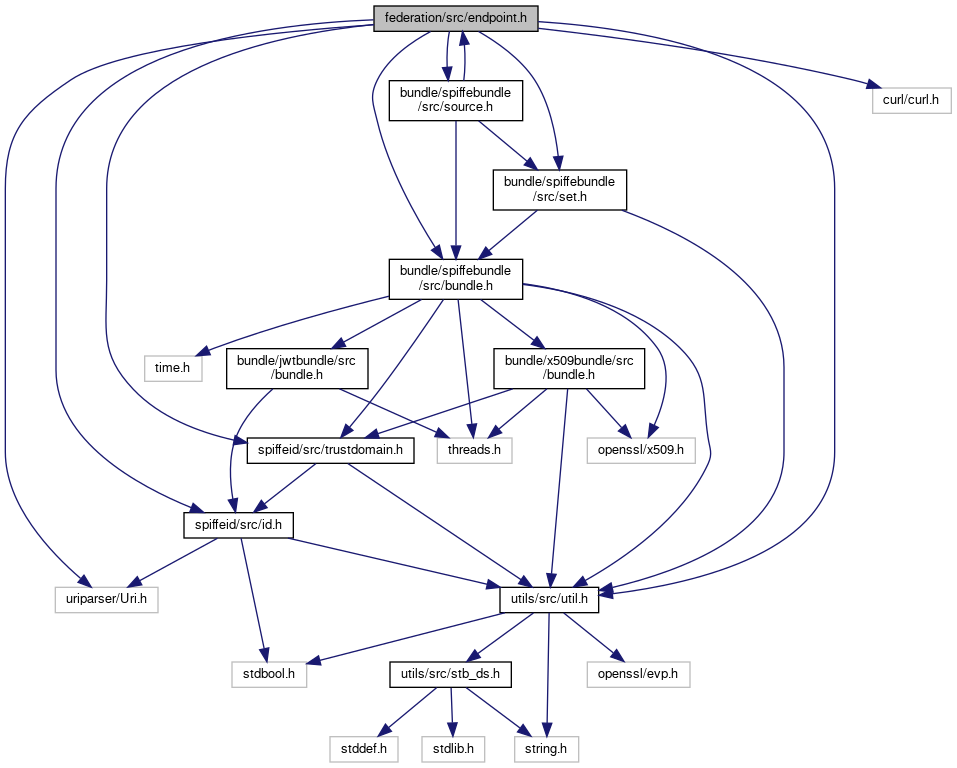 federation/src/endpoint.h
bundle/spiffebundle
/src/source.h
curl/curl.h
bundle/spiffebundle
/src/set.h
bundle/spiffebundle
/src/bundle.h
time.h
bundle/jwtbundle/src
/bundle.h
bundle/x509bundle/src
/bundle.h
spiffeid/src/trustdomain.h
threads.h
openssl/x509.h
spiffeid/src/id.h
uriparser/Uri.h
utils/src/util.h
stdbool.h
utils/src/stb_ds.h
openssl/evp.h
stddef.h
stdlib.h
string.h